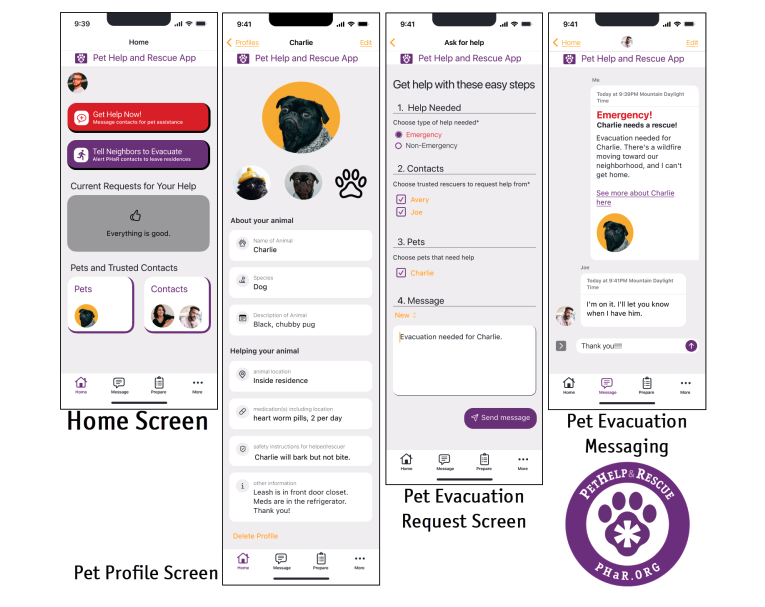 9:39
Home
Pet Help and Rescue App
Get Help Now!
Message contacts for pet assistance
Tell Neighbors to Evacuate
Alert PHaR contacts to leave residences
Current Requests for Your Help
Everything is good.
Pets and Trusted Contacts
Pets
Contacts
Home
Message
Prepare
More
Home Screen
9:41
Profiles
Charlie
Edit
Pet Help and Rescue App
About your animal
Name of Animal
Charlie
Species
Dog
Description of Animal
Black, chubby pug
Helping your animal
animal location
Inside residence
medication(s) including location
heart worm pills, 2 per day
safety instructions for helper/rescuer
Charlie will bark but not bite.
other information
Leash is in front door closet.
Meds are in the refrigerator.
Thank you!
Delete Profile
Home
Message
Prepare
More
Pet Profile Screen
9:41
Ask for help
Pet Help and Rescue App
Get help with these easy steps
1. Help Needed
Choose type of help needed*
Emergency
Non-Emergency
2. Contacts
Choose trusted rescuers to request help from*
Avery
Joe
3. Pets
Choose pets that need help
Charlie
4. Message
New
Evacuation needed for Charlie.
Send message
Home
Message
Prepare
More
Pet Evacuation
Request Screen
9:41
Home
Edit
Pet Help and Rescue App
Me
Today at 9:39PM Mountain Daylight
Time
Emergency!
Charlie needs a rescue!
Evacuation needed for
Charlie. There's a wildfire
moving toward our
neighborhood, and I can't
get home.
See more about Charlie
here
Joe
Today at 9:41PM Mountain Daylight
Time
I'm on it. I'll let you know
when I have him.
Thank you!!!!
Home
Message
Prepare
More
Pet Evacuation
Messaging
PETHELP&RESCUE
PHaR.ORG